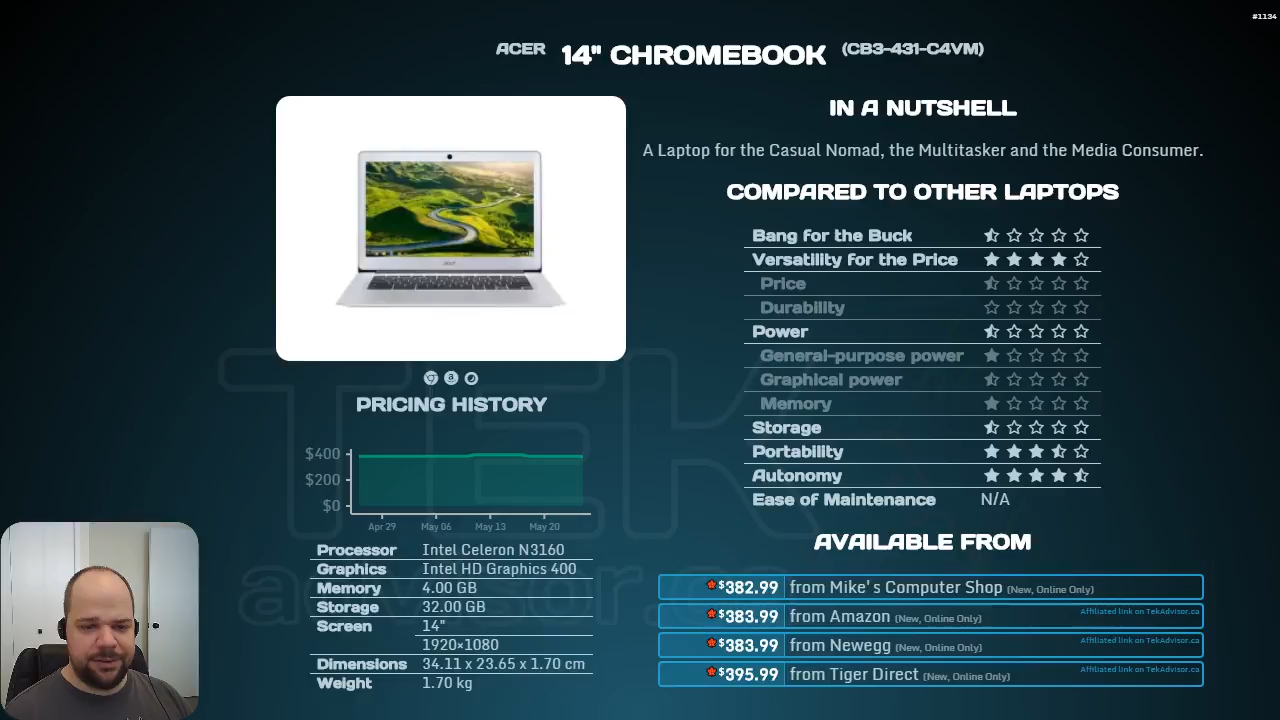 #1134
ACER 14" CHROMEBOOK (CB3-431-C4VM)
IN A NUTSHELL
A Laptop for the Casual Nomad, the Multitasker and the Media Consumer.
COMPARED TO OTHER LAPTOPS
Bang for the Buck
Versatility for the Price
Price
Durability
Power
General-purpose power
Graphical power
Memory
Storage
Portability
Autonomy
Ease of Maintenance N/A
acer
PRICING HISTORY
$400
$200
$0
Apr 29 May 06 May 13 May 20
Processor Intel Celeron N3160
Graphics Intel HD Graphics 400
Memory 4.00 GB
Storage 32.00 GB
Screen 14"
1920×1080
Dimensions 34.11 x 23.65 x 1.70 cm
Weight 1.70 kg
AVAILABLE FROM
$382.99 from Mike's Computer Shop (New, Online Only)
$383.99 from Amazon (New, Online Only) Affiliated link on TekAdvisor.ca
$383.99 from Newegg (New, Online Only) Affiliated link on TekAdvisor.ca
$395.99 from Tiger Direct (New, Online Only) Affiliated link on TekAdvisor.ca
TEK